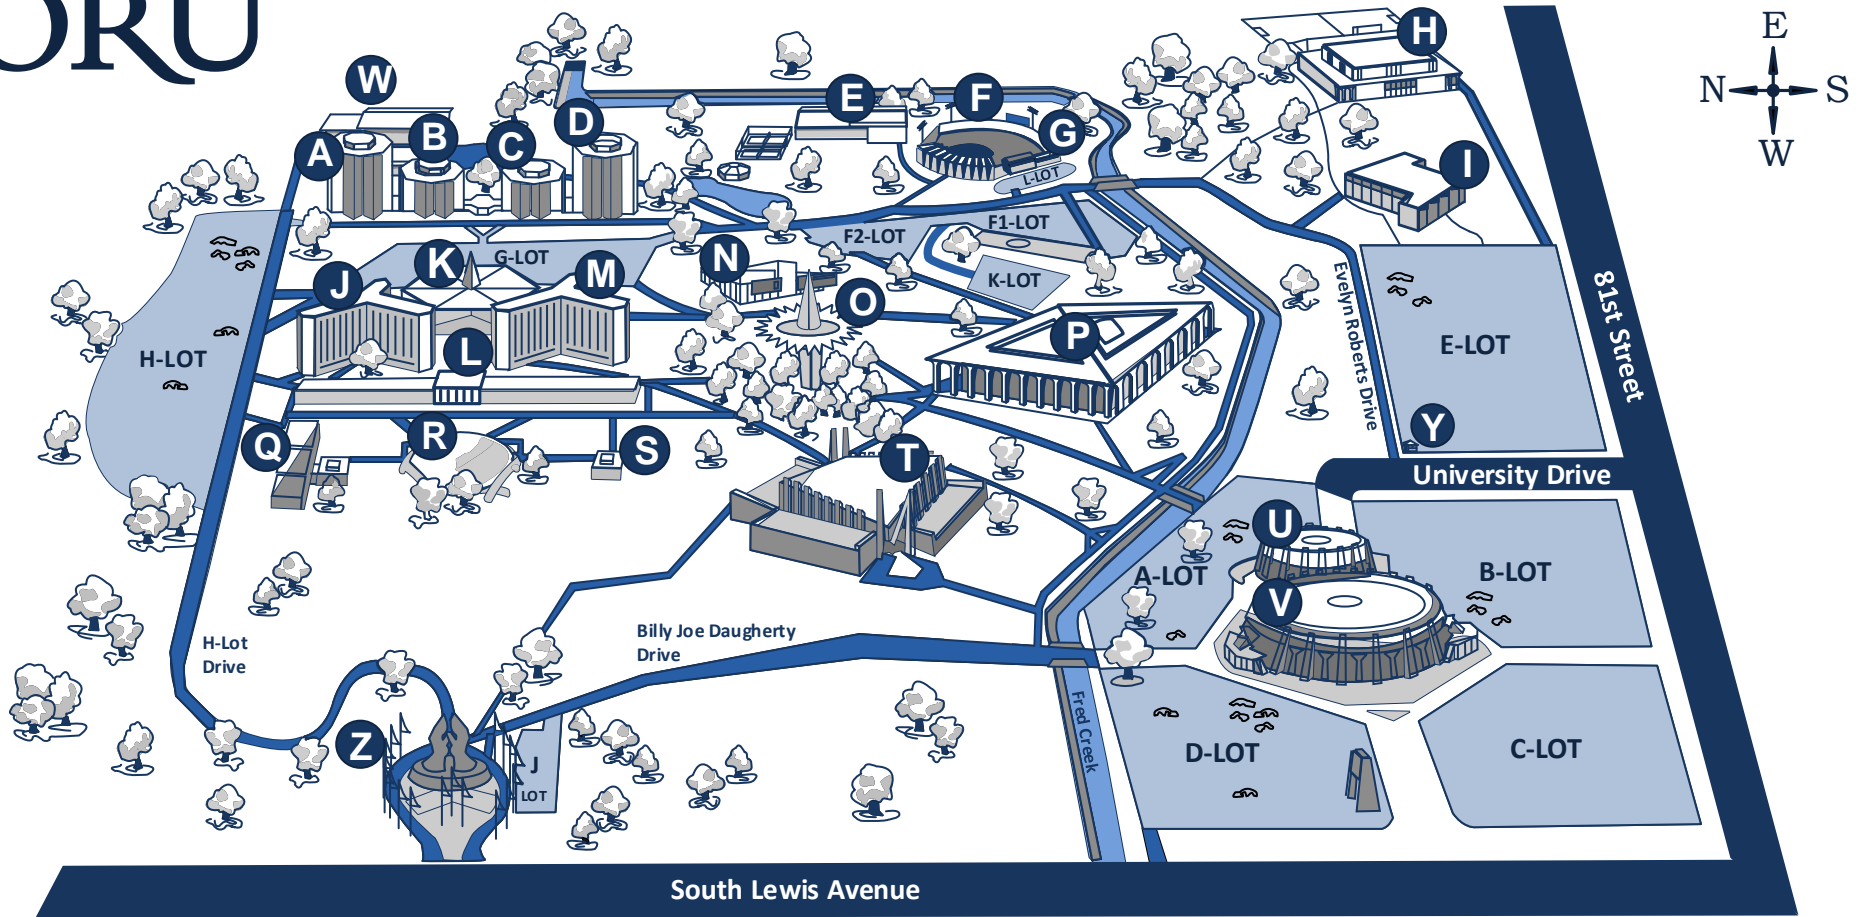 ORU
E
N S
W
H
W
E
F
D
G
B
A
C
I
L-LOT
F1-LOT
F2-LOT
G-LOT
K
N
M
J
K-LOT
O
81st Street
Evelyn Roberts Drive
P
E-LOT
H-LOT
L
Y
R
Q
S
T
University Drive
U
A-LOT
B-LOT
V
Billy Joe Daugherty
Drive
H-Lot
Drive
Fred Creek
Z
D-LOT
C-LOT
J
LOT
South Lewis Avenue